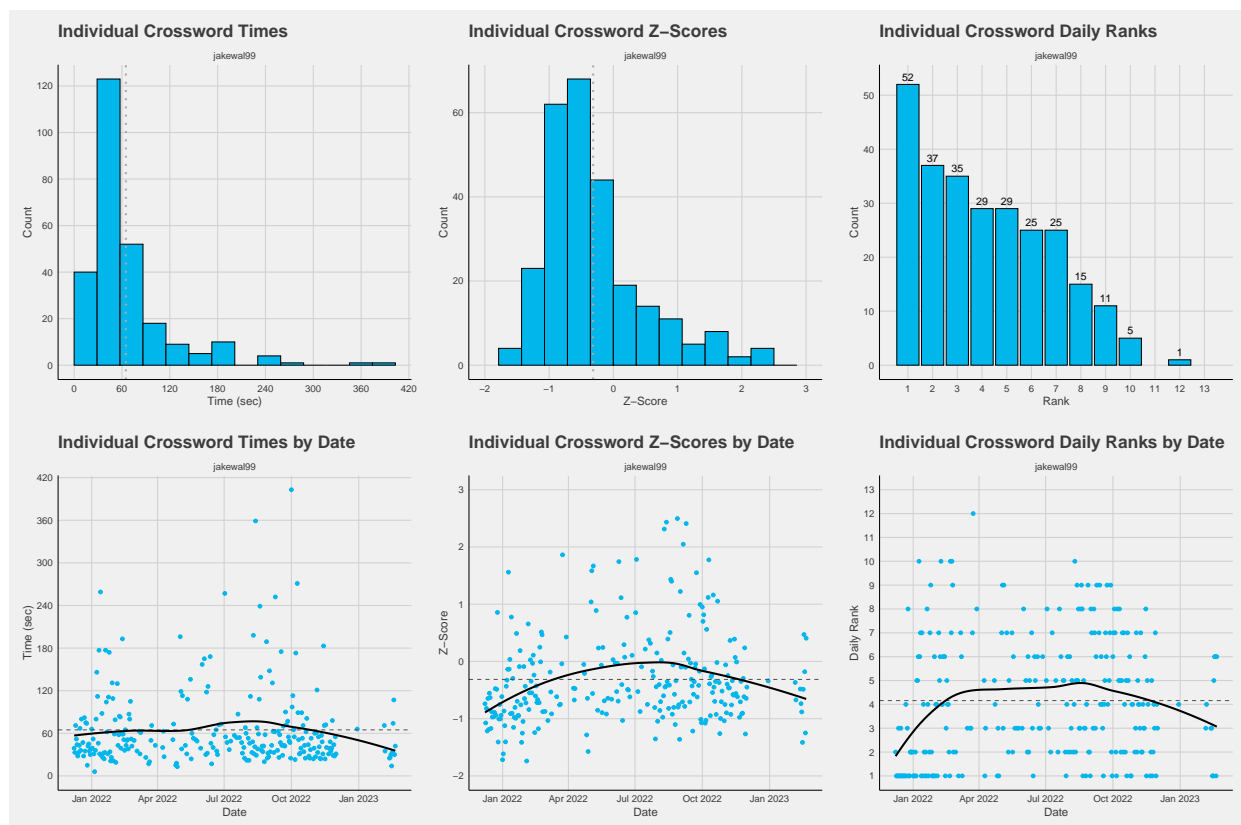 Individual Crossword Times
jakewal99
Count
120
100
80
60
40
20
0
0 60 120 180 240 300 360 420
Time (sec)
Individual Crossword Z−Scores
jakewal99
Count
60
40
20
0
−2 −1 0 1 2 3
Z−Score
Individual Crossword Daily Ranks
jakewal99
Count
50
40
30
20
10
0
52 37 35 29 29 25 25 15 11 5 1
1 2 3 4 5 6 7 8 9 10 11 12 13
Rank
Individual Crossword Times by Date
jakewal99
Time (sec)
420
360
300
240
180
120
60
0
Jan 2022 Apr 2022 Jul 2022 Oct 2022 Jan 2023
Date
Individual Crossword Z−Scores by Date
jakewal99
Z−Score
3
2
1
0
−1
−2
Jan 2022 Apr 2022 Jul 2022 Oct 2022 Jan 2023
Date
Individual Crossword Daily Ranks by Date
jakewal99
Daily Rank
13
12
11
10
9
8
7
6
5
4
3
2
1
Jan 2022 Apr 2022 Jul 2022 Oct 2022 Jan 2023
Date